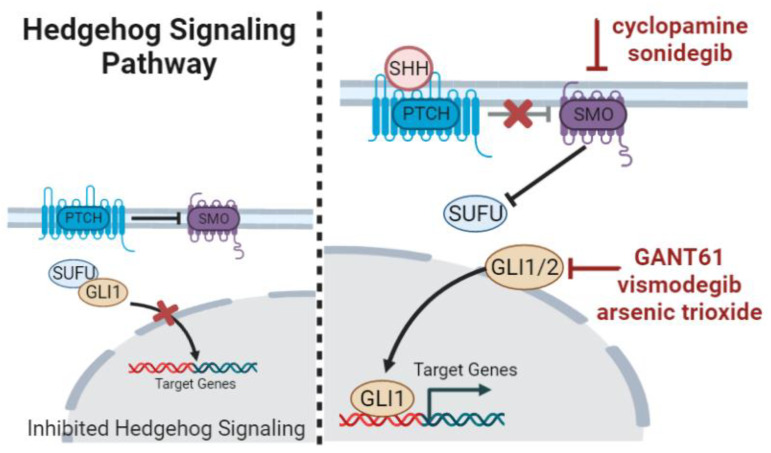 Hedgehog Signaling
Pathway
PTCH
SMO
SUFU
GLI1
Target Genes
Inhibited Hedgehog Signaling
cyclopamine
sonidegib
SHH
PTCH
SMO
SUFU
GLI1/2
GANT61
vismodegib
arsenic trioxide
Target Genes
GLI1